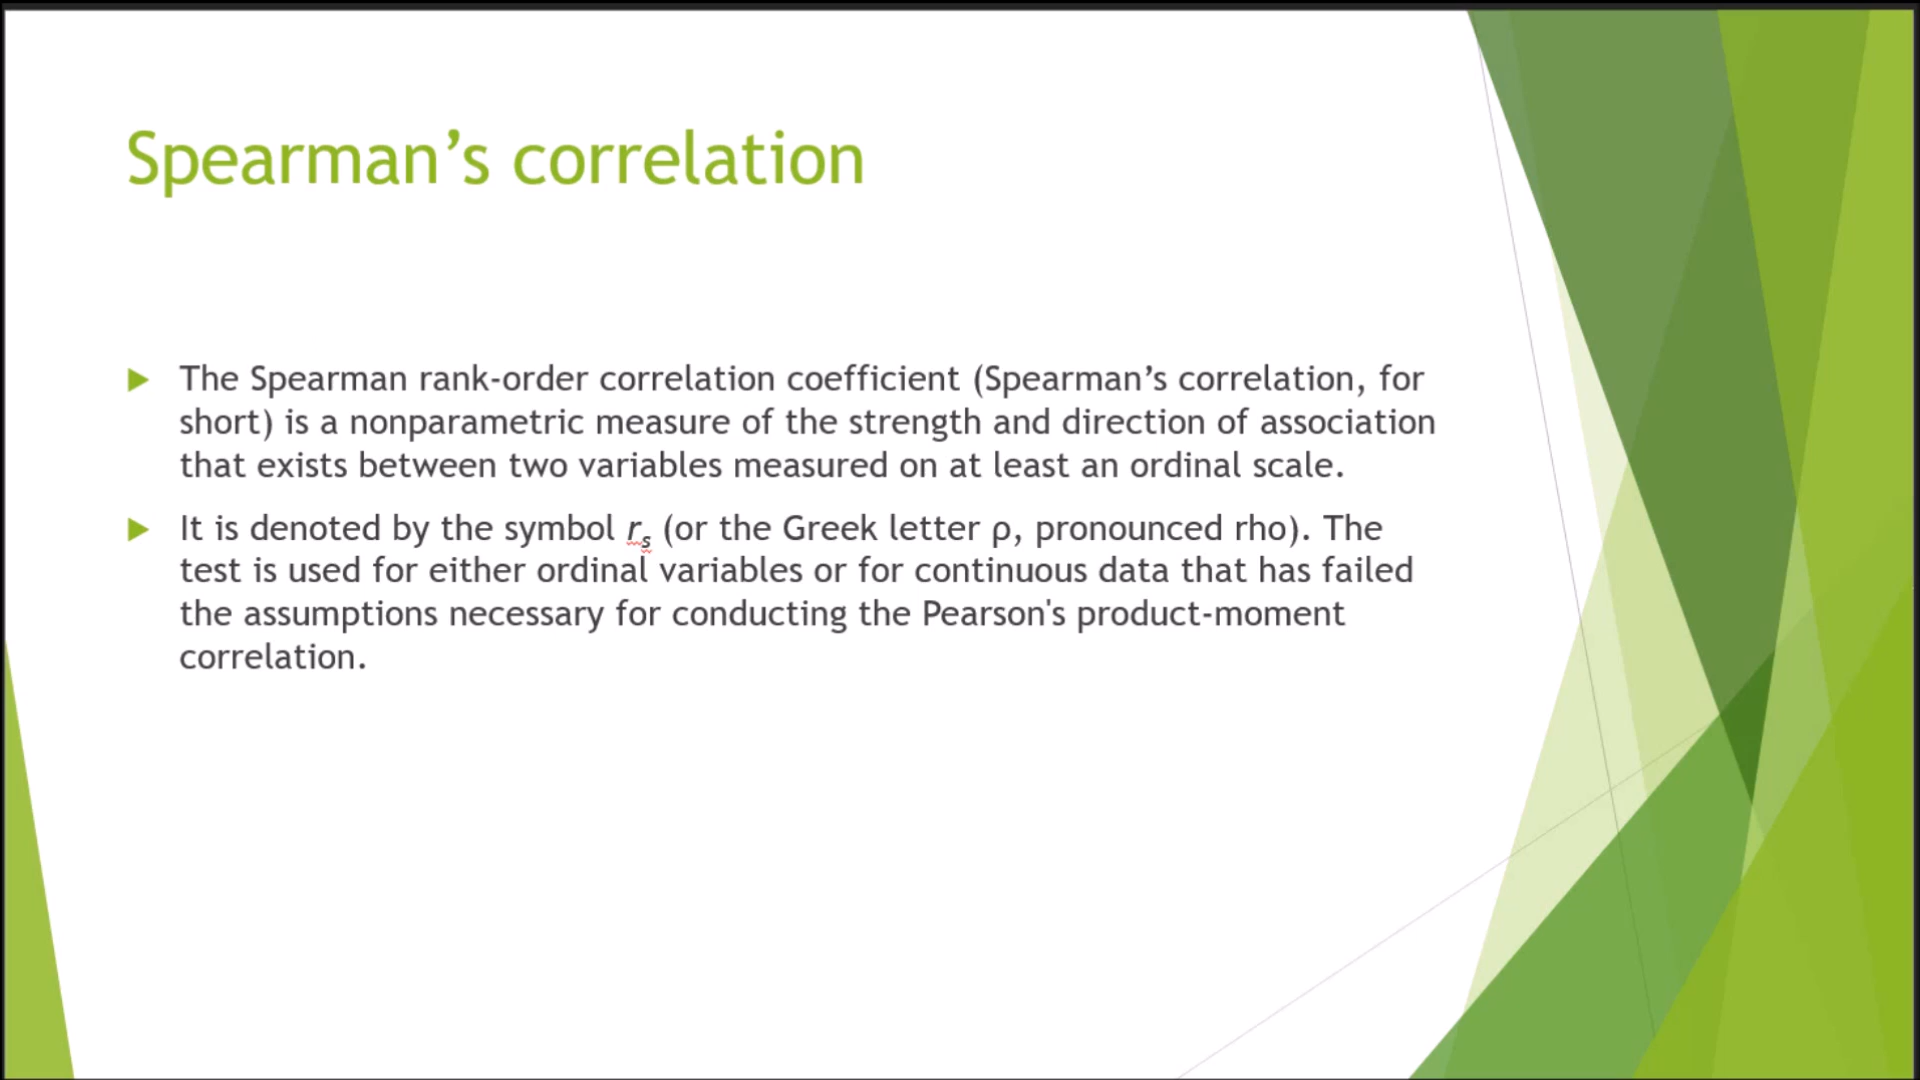 Spearman’s correlation
The Spearman rank-order correlation coefficient (Spearman’s correlation, for
short) is a nonparametric measure of the strength and direction of association
that exists between two variables measured on at least an ordinal scale.
It is denoted by the symbol rs (or the Greek letter ρ, pronounced rho). The
test is used for either ordinal variables or for continuous data that has failed
the assumptions necessary for conducting the Pearson's product-moment
correlation.